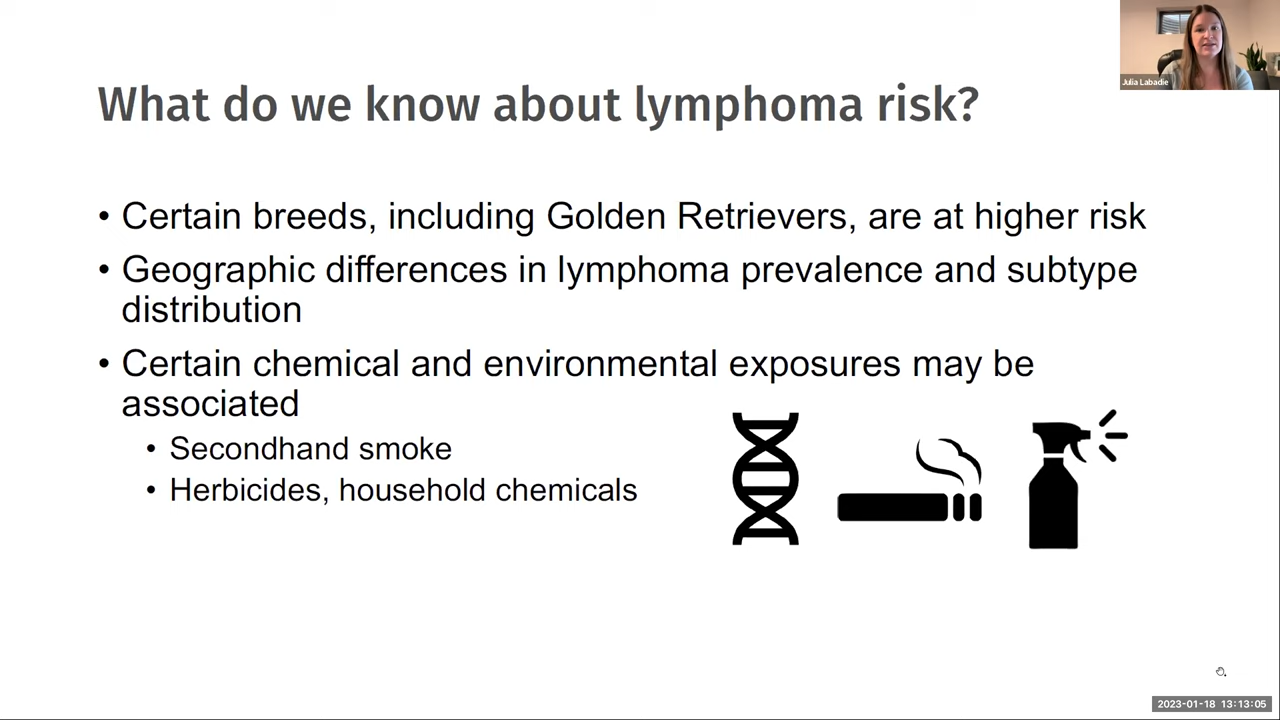 Julia Labadie
What do we know about lymphoma risk?
• Certain breeds, including Golden Retrievers, are at higher risk
• Geographic differences in lymphoma prevalence and subtype
distribution
• Certain chemical and environmental exposures may be
associated
• Secondhand smoke
• Herbicides, household chemicals
2023-01-18 13:13:05